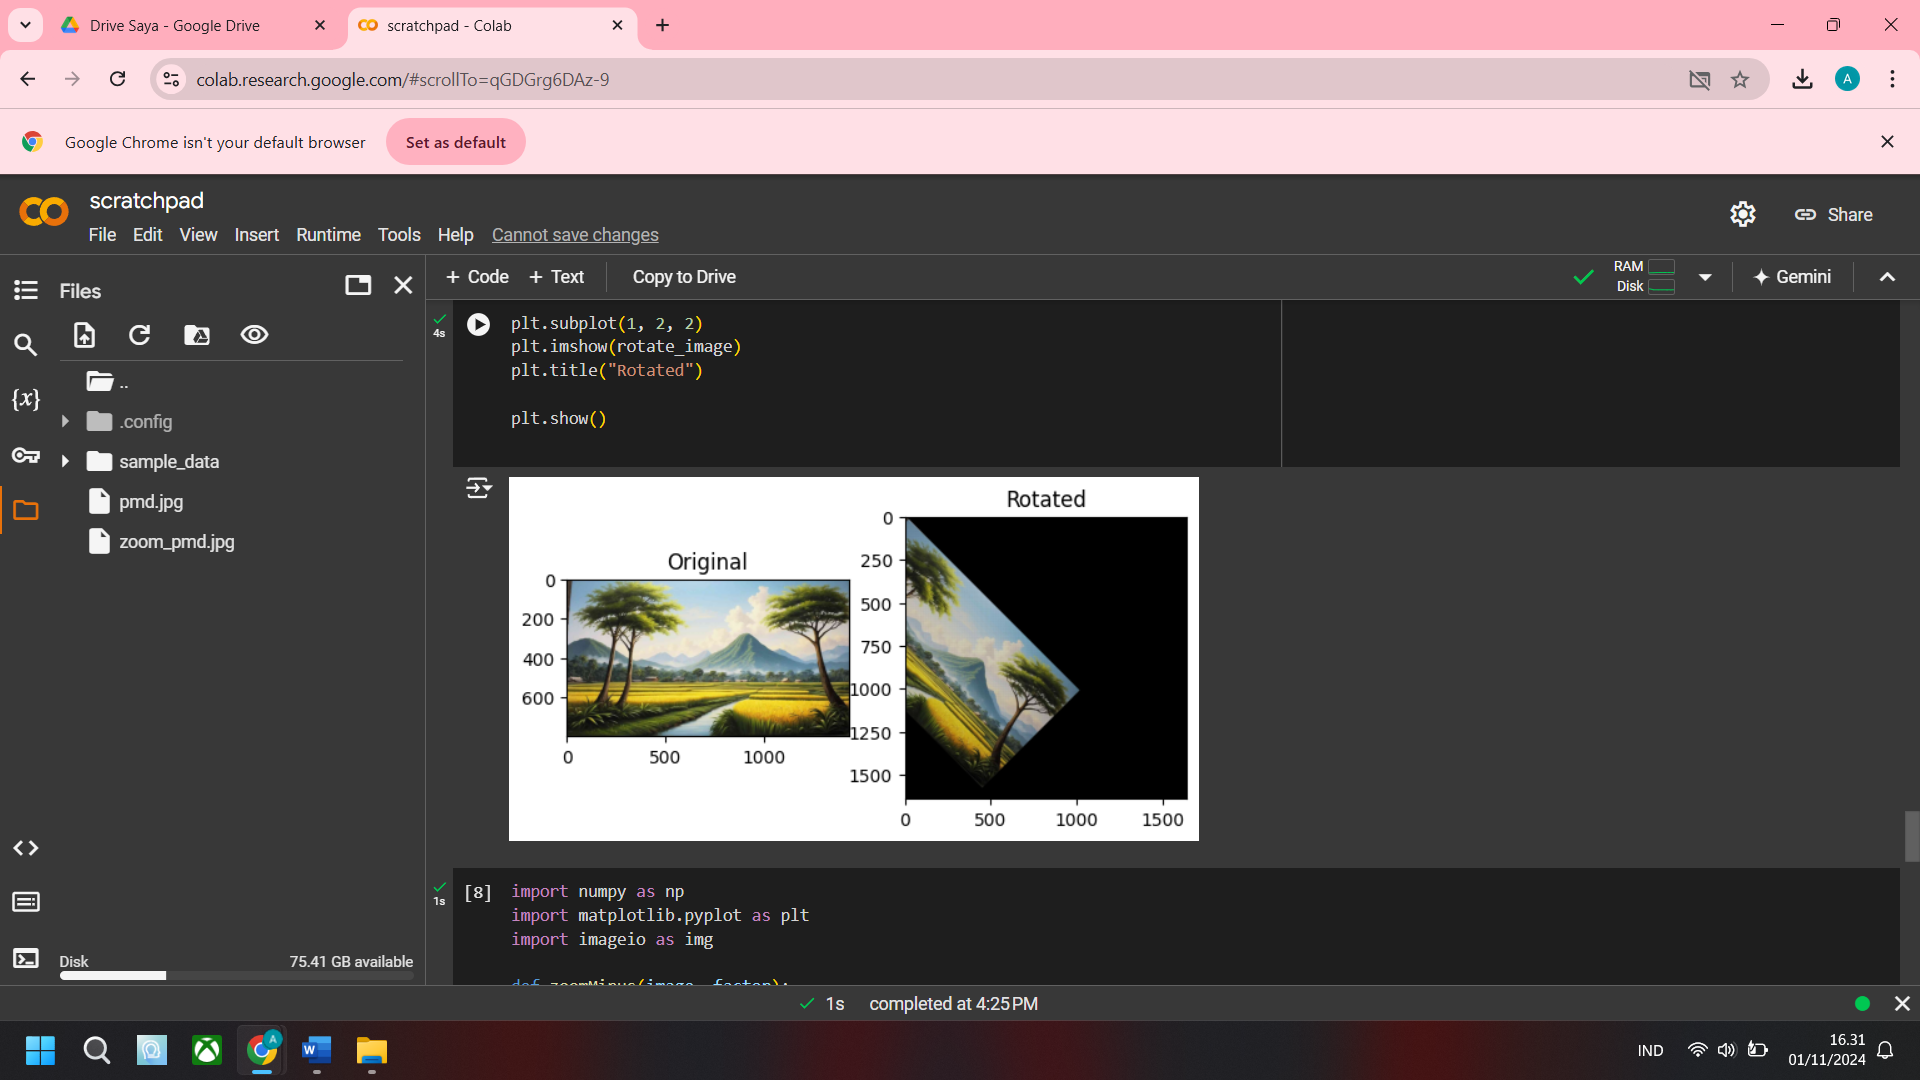 Drive Saya - Google Drive
scratchpad - Colab
colab.research.google.com/#scrollTo=qGDGrg6DAz-9
A
Google Chrome isn't your default browser
Set as default
scratchpad
File Edit View Insert Runtime Tools Help Cannot save changes
Share
Files
+ Code + Text
Copy to Drive
RAM
Disk
Gemini
..
.config
sample_data
pmd.jpg
zoom_pmd.jpg
{x}
Disk
75.41 GB available
4s
plt.subplot(1, 2, 2)
plt.imshow(rotate_image)
plt.title("Rotated")
plt.show()
Original
0
200
400
600
0
500
1000
Rotated
0
250
500
750
1000
1250
1500
0
500
1000
1500
1s
[8]
import numpy as np
import matplotlib.pyplot as plt
import imageio as img
def zoomMinus(image, factor):
1s completed at 4:25 PM
A
W
IND
16.31
01/11/2024